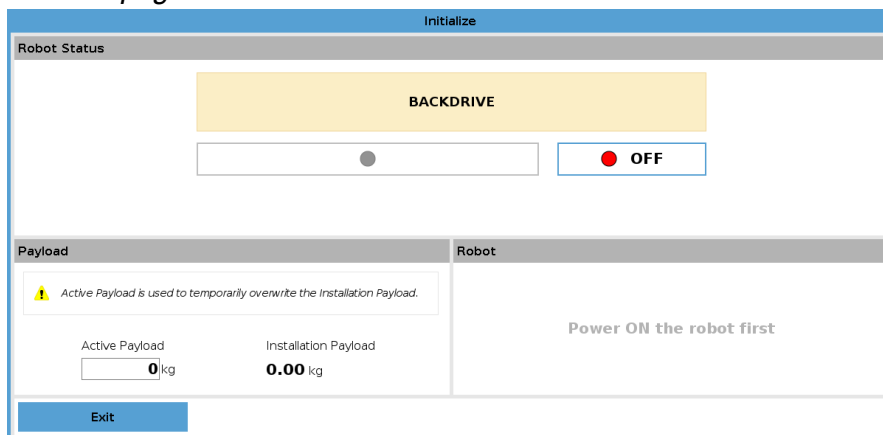 Initialize
Robot Status
BACKDRIVE
OFF
Payload
Robot
Active Payload is used to temporarily overwrite the Installation Payload.
Power ON the robot first
Active Payload
Installation Payload
0 kg
0.00 kg
Exit